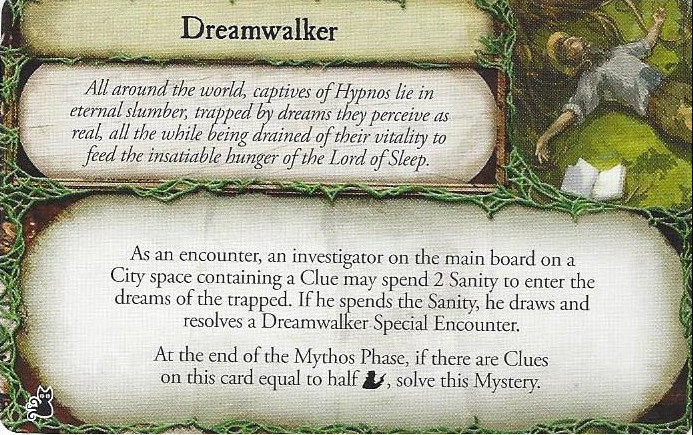 Dreamwalker
All around the world, captives of Hypnos lie in
eternal slumber, trapped by dreams they perceive as
real, all the while being drained of their vitality to
feed the insatiable hunger of the Lord of Sleep.
As an encounter, an investigator on the main board on a
City space containing a Clue may spend 2 Sanity to enter the
dreams of the trapped. If he spends the Sanity, he draws and
resolves a Dreamwalker Special Encounter.
At the end of the Mythos Phase, if there are Clues
on this card equal to half , solve this Mystery.